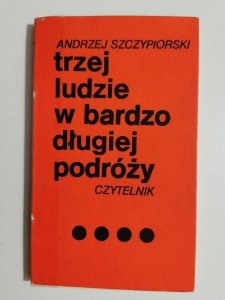 ANDRZEJ SZCZYPIORSKI
trzej
ludzie
w bardzo
długiej
podróży
CZYTELNIK